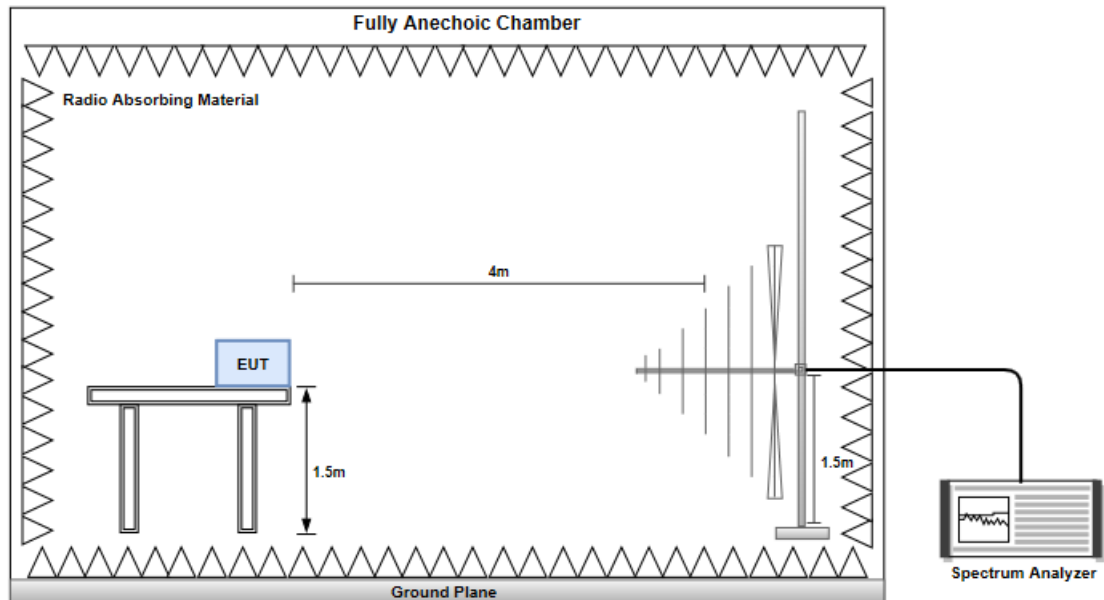 Fully Anechoic Chamber
Radio Absorbing Material
4m
EUT
1.5m
1.5m
Spectrum Analyzer
Ground Plane